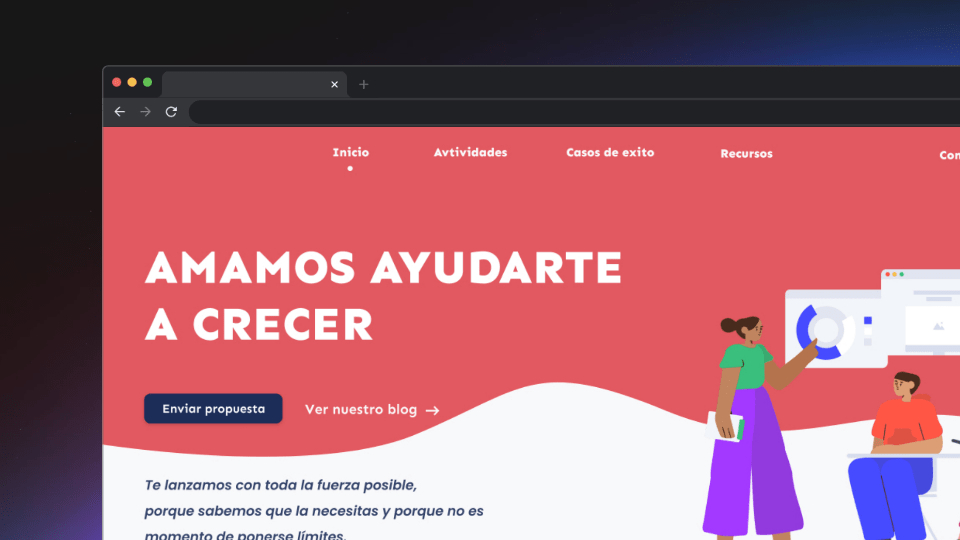 Inicio
Avtividades
Casos de exito
Recursos
AMAMOS AYUDARTE
A CRECER
Enviar propuesta
Ver nuestro blog →
Te lanzamos con toda la fuerza posible,
porque sabemos que la necesitas y porque no es
momento de ponerse límites.